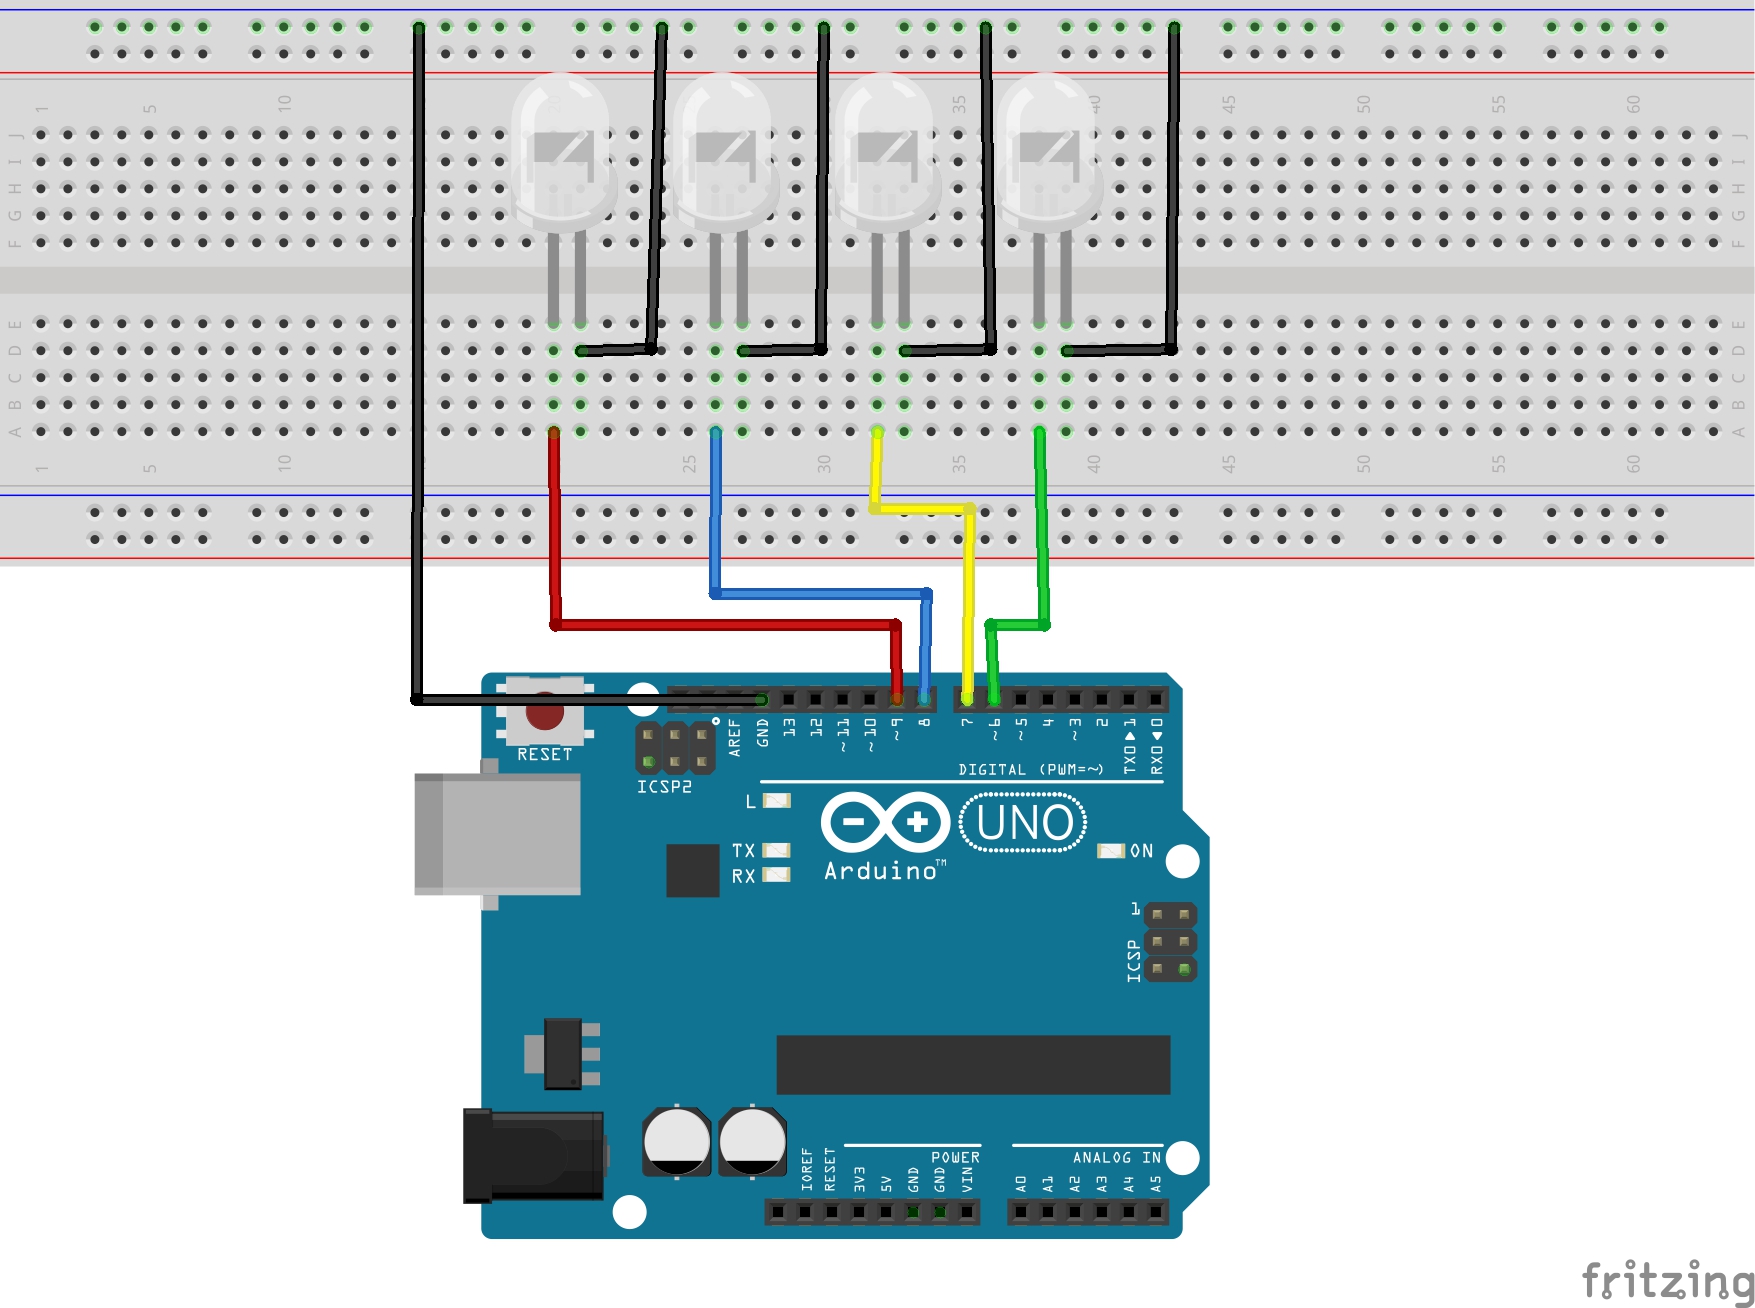 1 5 10 20 35 40 45 50 55 60
J J
I I
H H
G G
F F
E E
D D
C C
B B
A A
1 5 10 25 30 35 40 45 50 55 60
RESET
ICSP2
AREF
GND
13
12
~11
~10
~9
8
7
~6
~5
4
~3
2
TX0▶1
RX0◀0
DIGITAL (PWM=~)
L
TX
RX
Arduino™
UNO
ON
1
ICSP
IOREF
RESET
3V3
5V
GND
GND
VIN
POWER
ANALOG IN
A0
A1
A2
A3
A4
A5
fritzing